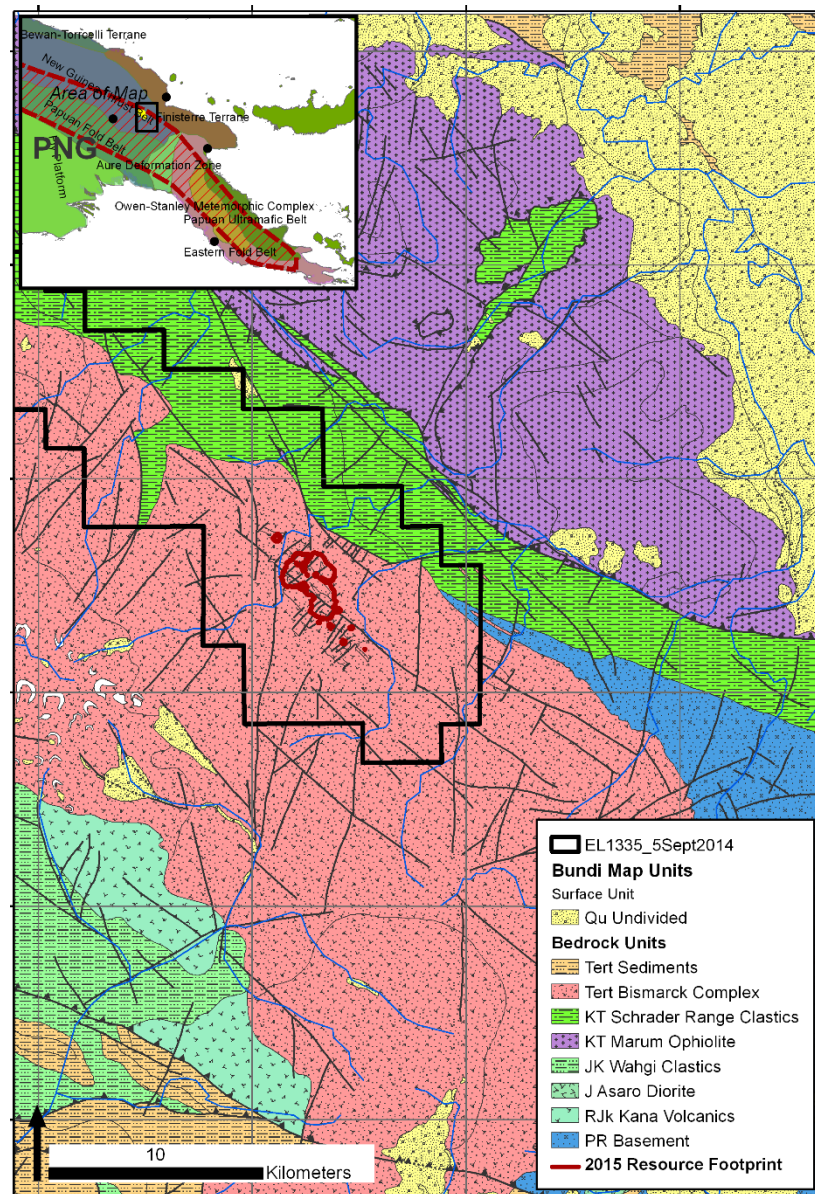 Bewan-Torricelli Terrane
New Guinea Thrust Belt
Area of Map
Finisterre Terrane
Papuan Fold Belt
PNG
Platform
Aure Deformation Zone
Owen-Stanley Metemorphic Complex
Papuan Ultramafic Belt
Eastern Fold Belt
EL1335_5Sept2014
Bundi Map Units
Surface Unit
Qu Undivided
Bedrock Units
Tert Sediments
Tert Bismarck Complex
KT Schrader Range Clastics
KT Marum Ophiolite
JK Wahgi Clastics
J Asaro Diorite
RJk Kana Volcanics
PR Basement
2015 Resource Footprint
10
Kilometers